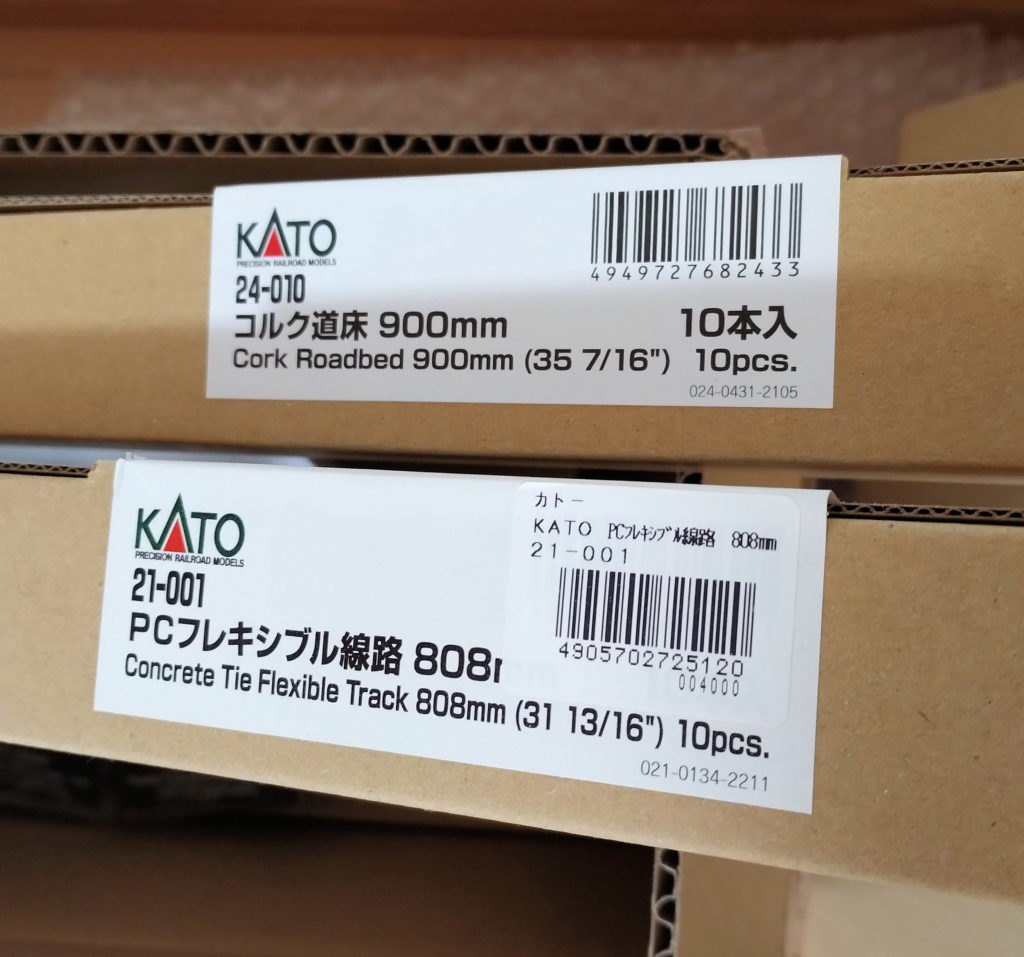 KATO
PRECISION RAILROAD MODELS
24-010
コルク道床 900mm 10本入
Cork Roadbed 900mm (35 7/16") 10pcs.
4949727682433
024-0431-2105
KATO
PRECISION RAILROAD MODELS
21-001
PCフレキシブル線路 808m
Concrete Tie Flexible Track 808mm (31 13/16") 10pcs.
021-0134-2211
カトー
KATO PCﾌﾚｷｼﾌﾞﾙ線路 808mm
21-001
4905702725120
004000